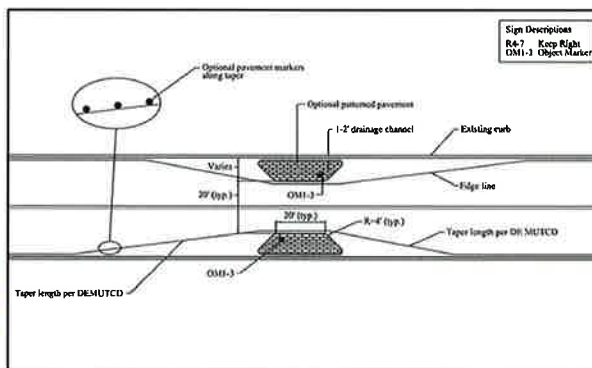 Sign Descriptions
R4-7 Keep Right
OM1-3 Object Marker
Optional pavement markers
along taper
Optional patterned pavement
1-2' drainage channel
Existing curb
Varies
20' (typ.)
OM1-3
Edge line
20' (typ.)
R=4' (typ.)
Taper length per DE MUTCD
OM1-3
Taper length per DEMUTCD